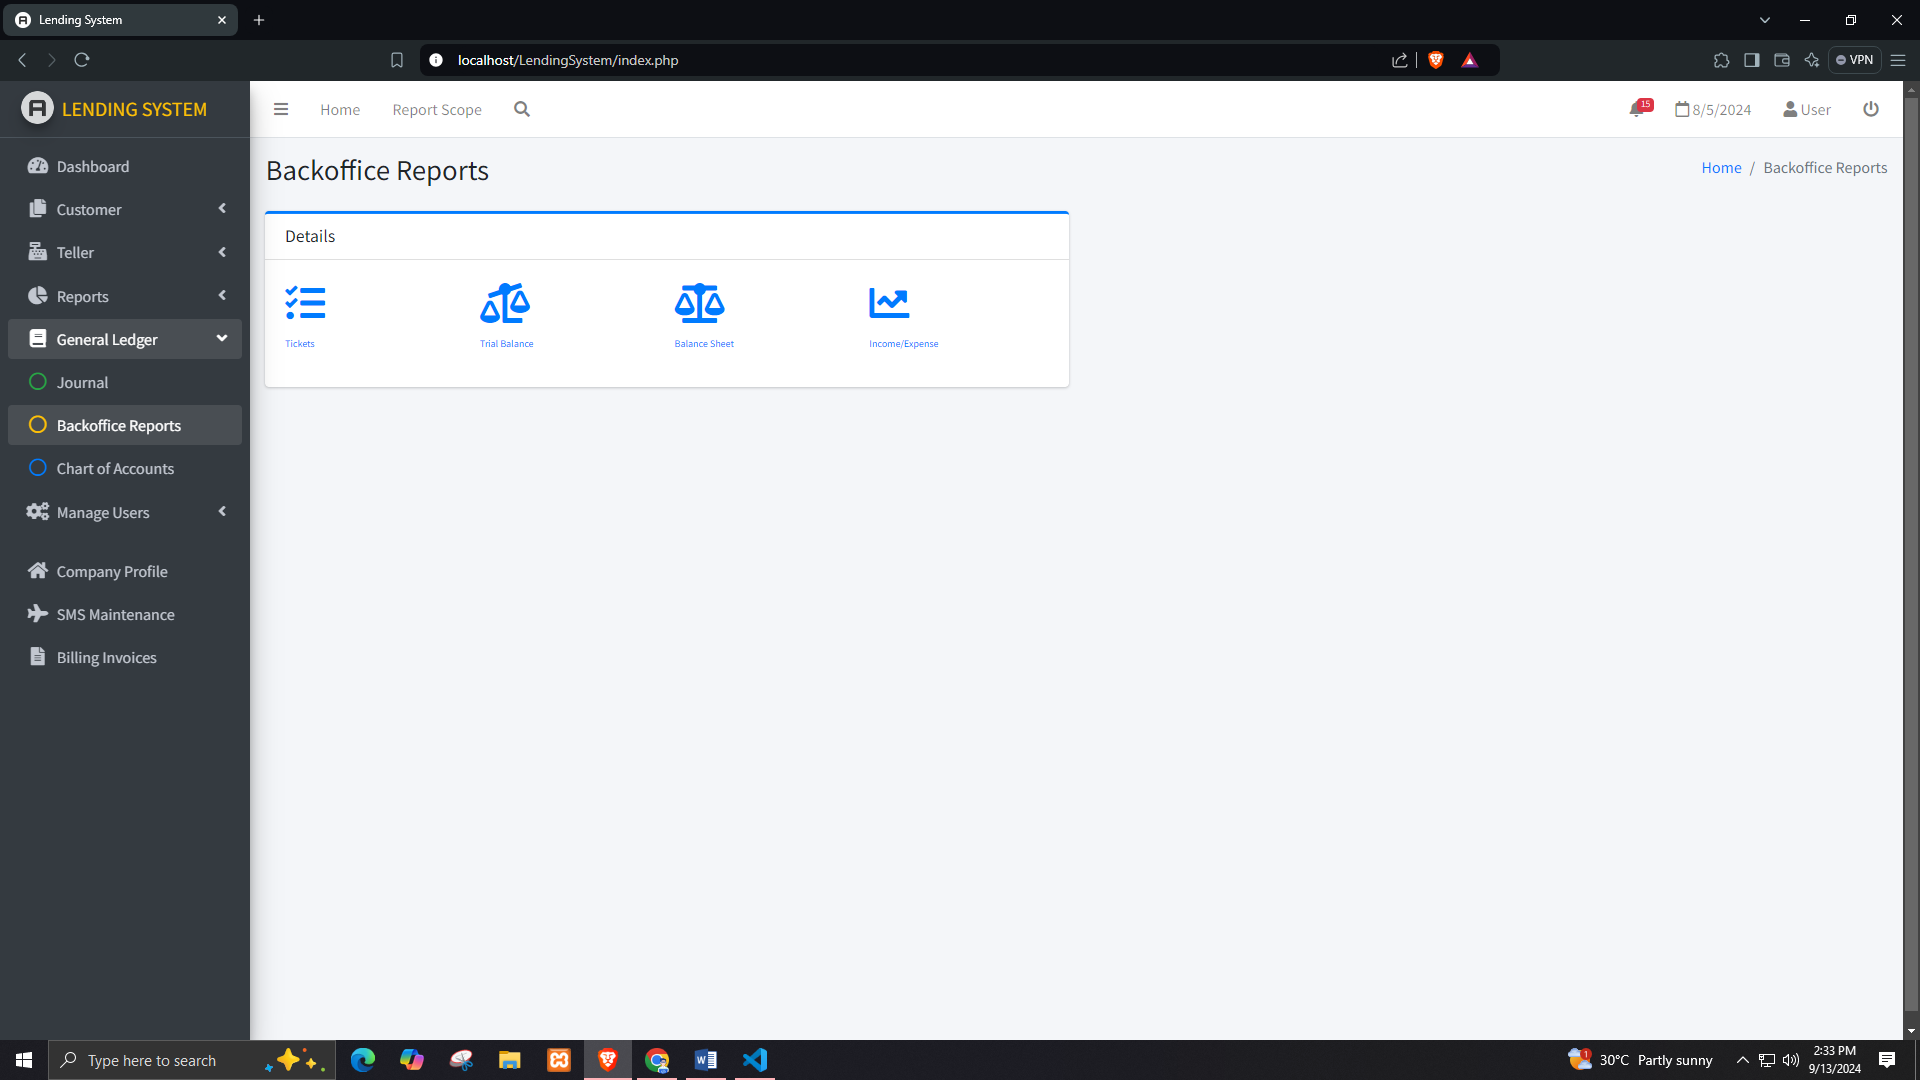 Lending System
localhost/LendingSystem/index.php
VPN
LENDING SYSTEM
Home
Report Scope
15
8/5/2024
User
Dashboard
Customer
Teller
Reports
General Ledger
Journal
Backoffice Reports
Chart of Accounts
Manage Users
Company Profile
SMS Maintenance
Billing Invoices
Backoffice Reports
Home / Backoffice Reports
Details
Tickets
Trial Balance
Balance Sheet
Income/Expense
Type here to search
1
30°C Partly sunny
2:33 PM
9/13/2024